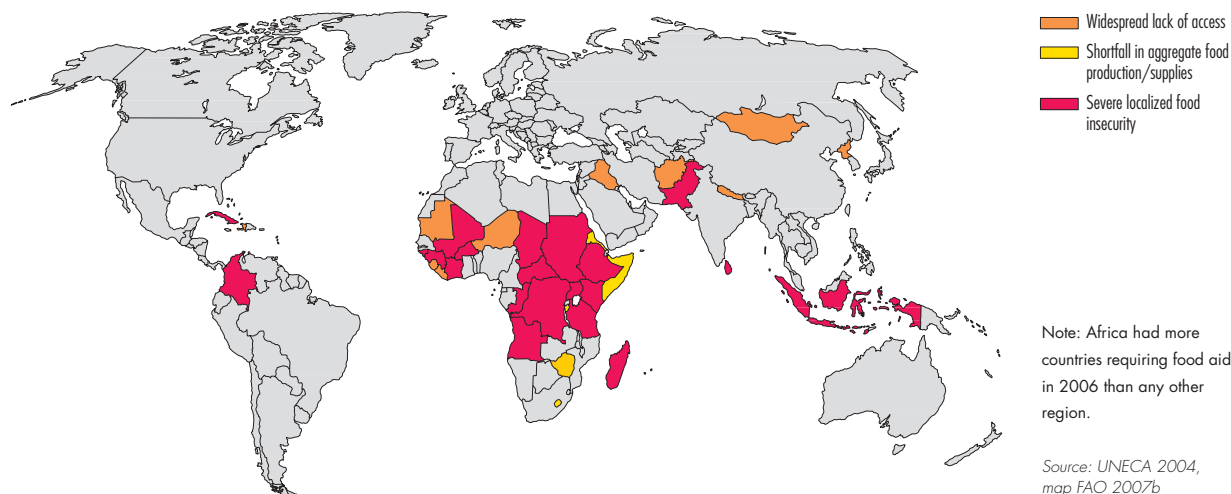 Widespread lack of access
Shortfall in aggregate food
production/supplies
Severe localized food
insecurity
Note: Africa had more
countries requiring food aid
in 2006 than any other
region.
Source: UNECA 2004,
map FAO 2007b